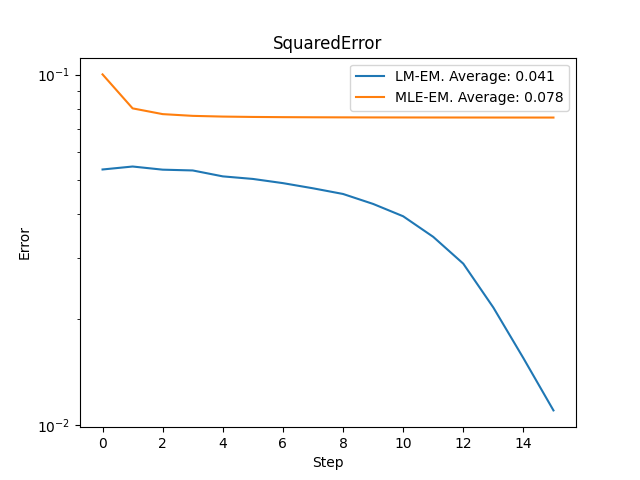 SquaredError
LM-EM. Average: 0.041
MLE-EM. Average: 0.078
Error
10⁻¹
10⁻²
0 2 4 6 8 10 12 14
Step